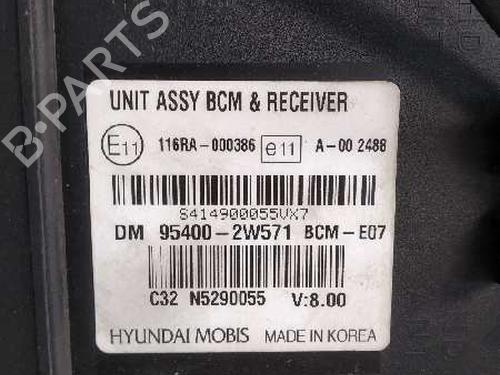 UNIT ASSY BCM & RECEIVER
E11 116RA-000386 e11 A-00 2488
S414900055VX7
DM 95400-2W571 BCM-E07
C32 N5290055 V:8.00
HYUNDAI MOBIS MADE IN KOREA
B-PARTS